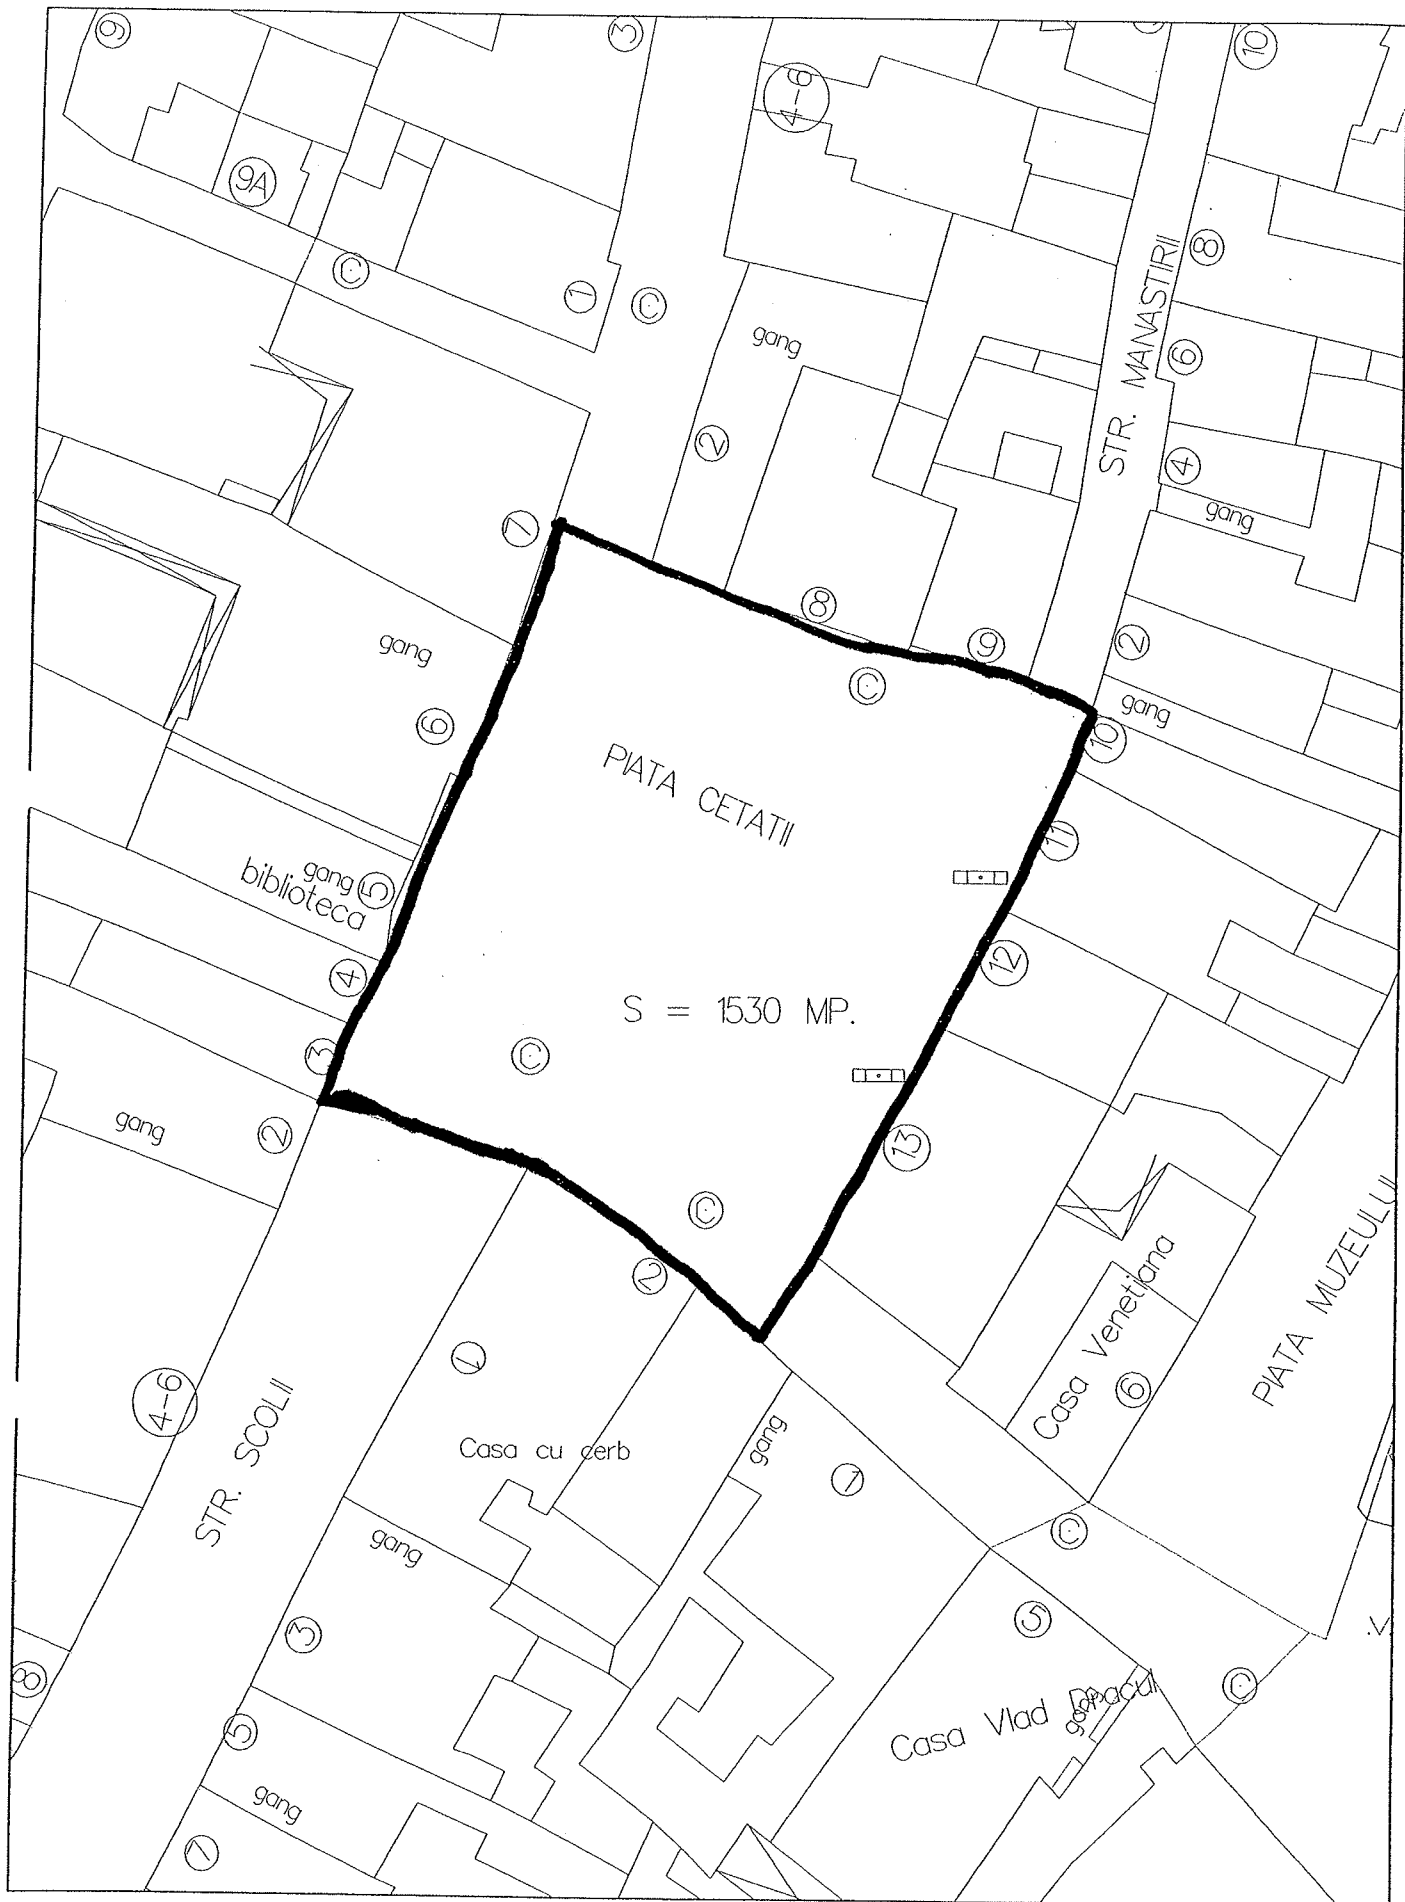 9
3
4-6
10
9A
C
1
C
8
gang
STR. MANASTIRII
6
2
4
gang
7
8
9
2
gang
C
gang
6
10
PIATA CETATII
11
gang
5
biblioteca
4
12
S = 1530 MP.
3
C
gang
2
13
C
2
PIATA MUZEULUI
Casa Venetiana
6
1
4-6
STR. SCOLII
Casa cu cerb
gang
1
gang
C
3
5
8
C
Casa Vlad Dracul
gang
5
gang
7